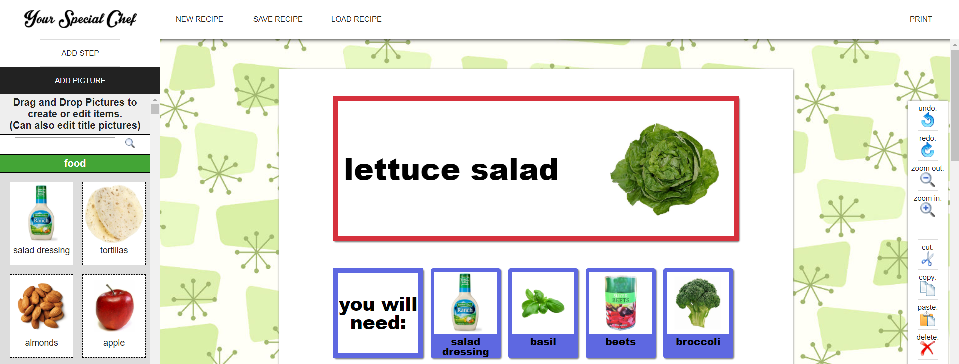 Your Special Chef
NEW RECIPE
SAVE RECIPE
LOAD RECIPE
PRINT
ADD STEP
ADD PICTURE
Drag and Drop Pictures to
create or edit items.
(Can also edit title pictures)
food
salad dressing
tortillas
almonds
apple
lettuce salad
you will
need:
salad
dressing
basil
BEETS
beets
broccoli
undo:
redo:
zoom out:
zoom in:
cut:
copy:
paste:
delete: